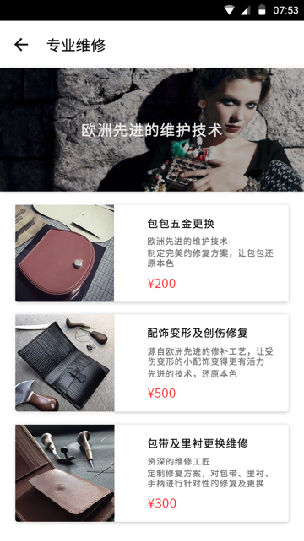 07:53
专业维修
欧洲先进的维护技术
包包五金更换
欧洲先进的维护技术
制定完美的修复方案，让包包还
原本色
¥200
配饰变形及创伤修复
源自欧洲先进的修补工艺，让受
伤变形的小配饰变得更有活力
先进的技术，还原本色
¥500
包带及里衬更换维修
资深的维修工匠
定制修复方案，对包带、里衬、
手柄进行针对性的修复及更换
¥300